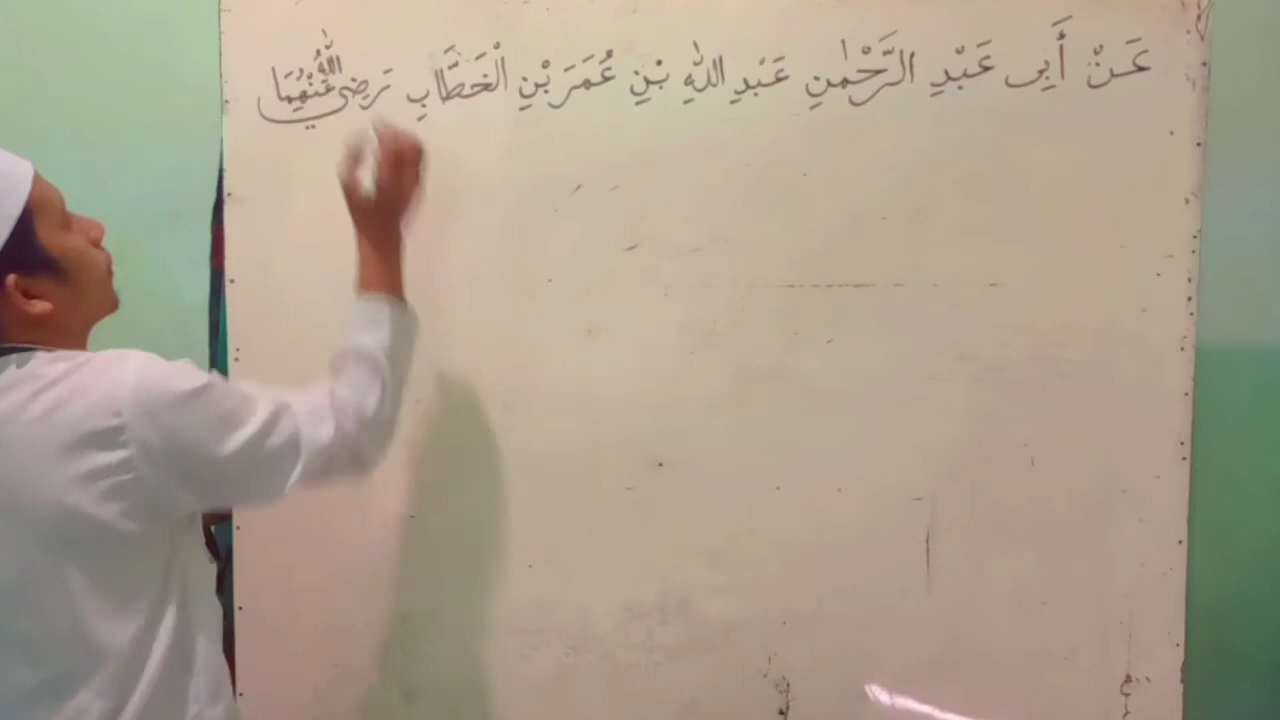 عَنْ أَبِى عَبْدِ الرَّحْمٰنِ عَبْدِ اللّٰهِ بْنِ عُمَرَ بْنِ الْخَطَّابِ رَضِيَ اللّٰهُ عَنْهُمَا